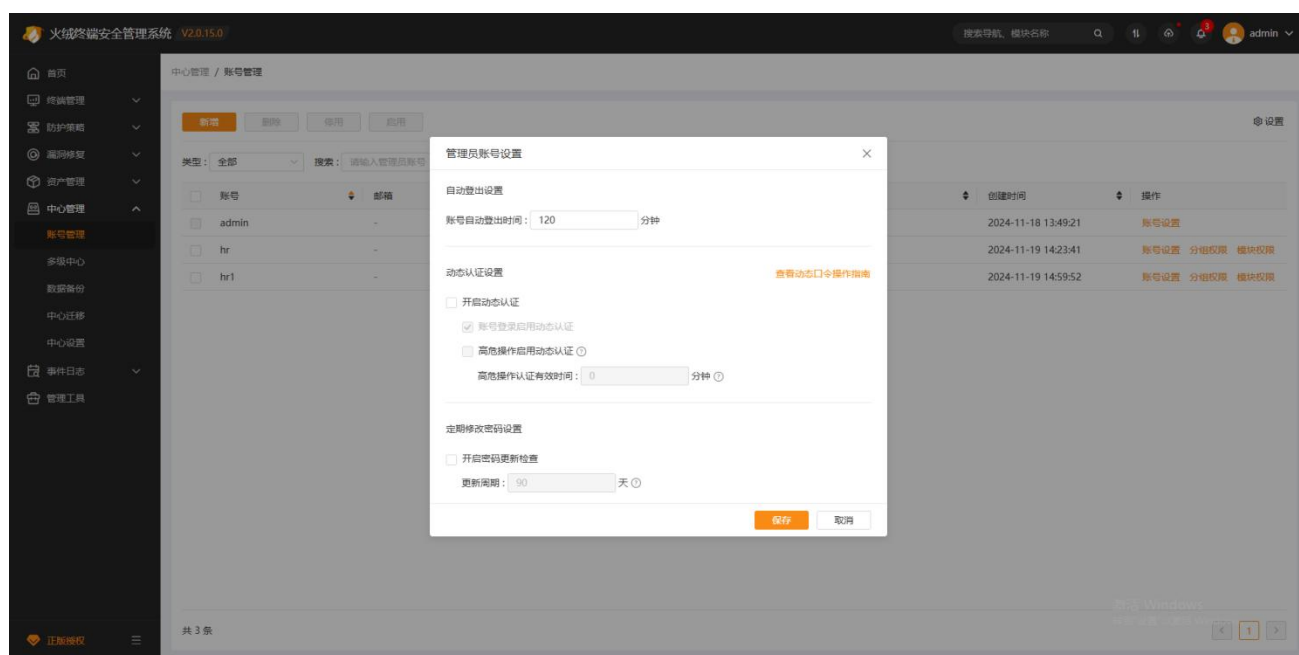 火绒终端安全管理系统 V2.0.15.0
搜索导航、模块名称
3
admin
首页
终端管理
防护策略
漏洞修复
资产管理
中心管理
账号管理
多级中心
数据备份
中心迁移
中心设置
事件日志
管理工具
正版授权
中心管理 / 账号管理
新增 删除 停用 启用
设置
类型： 全部 搜索： 请输入管理员账号
账号 邮箱 创建时间 操作
admin - 2024-11-18 13:49:21 账号设置
hr - 2024-11-19 14:23:41 账号设置 分组权限 模块权限
hr1 - 2024-11-19 14:59:52 账号设置 分组权限 模块权限
管理员账号设置
自动登出设置
账号自动登出时间： 120 分钟
动态认证设置 查看动态口令操作指南
开启动态认证
账号登录启用动态认证
高危操作启用动态认证
高危操作认证有效时间： 0 分钟
定期修改密码设置
开启密码更新检查
更新周期： 90 天
保存 取消
共 3 条
激活 Windows
1